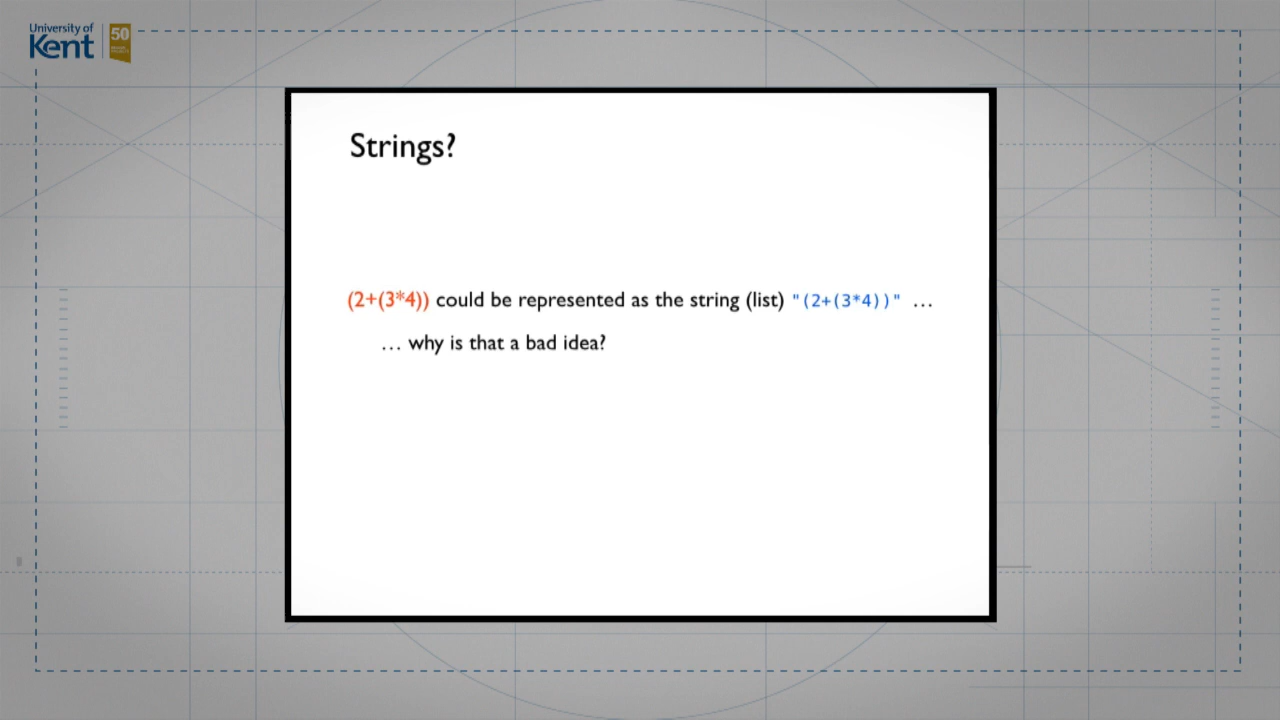 University of
Kent
50
Strings?
(2+(3*4)) could be represented as the string (list) "(2+(3*4))" …
… why is that a bad idea?